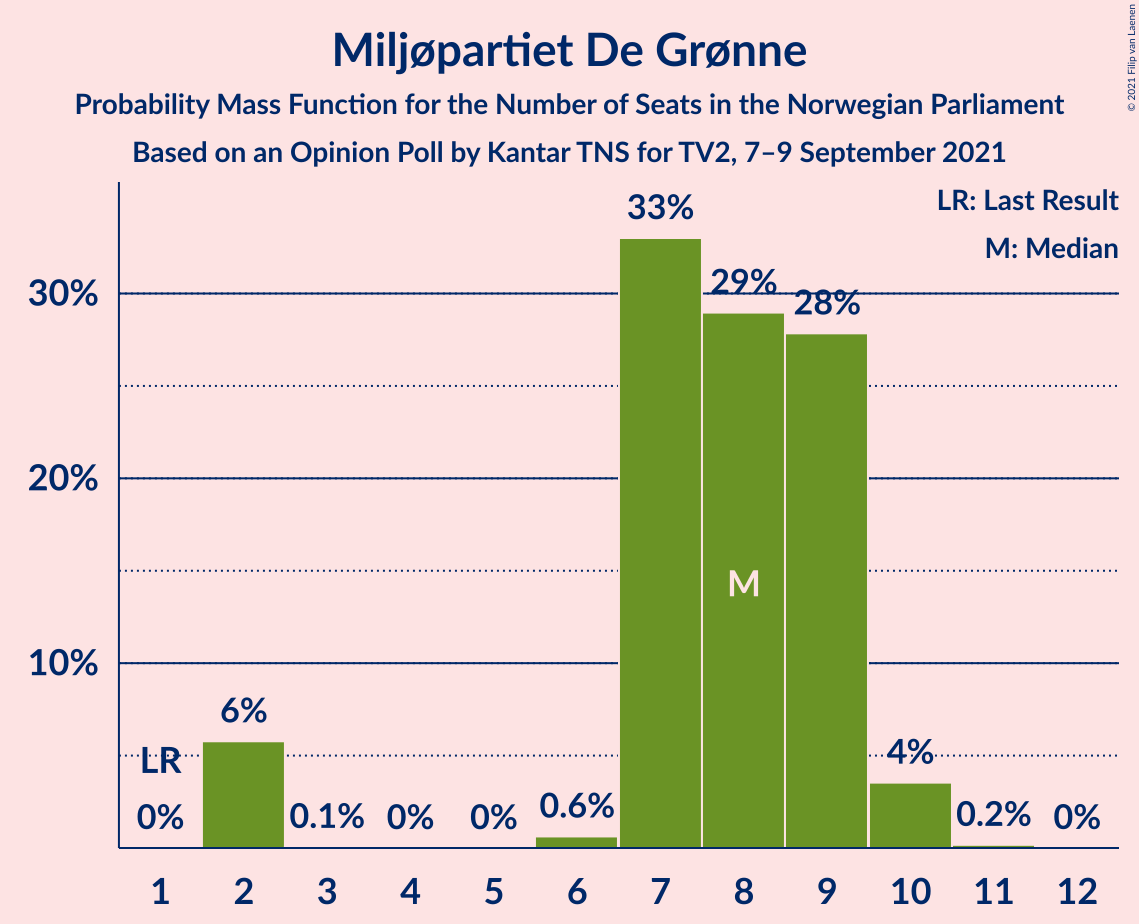 Miljøpartiet De Grønne
Probability Mass Function for the Number of Seats in the Norwegian Parliament
Based on an Opinion Poll by Kantar TNS for TV2, 7–9 September 2021
© 2021 Filip van Laenen
LR: Last Result
M: Median
33%
30%
29%
28%
20%
M
10%
6%
LR
4%
0%
0.1%
0%
0%
0.6%
0.2%
0%
1 2 3 4 5 6 7 8 9 10 11 12